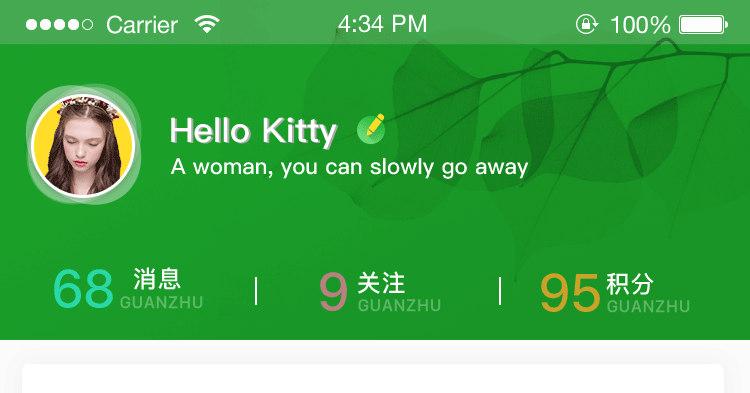 Carrier 4:34 PM 100%
Hello Kitty
A woman, you can slowly go away
68 消息 9 关注 95 积分
GUANZHU GUANZHU GUANZHU